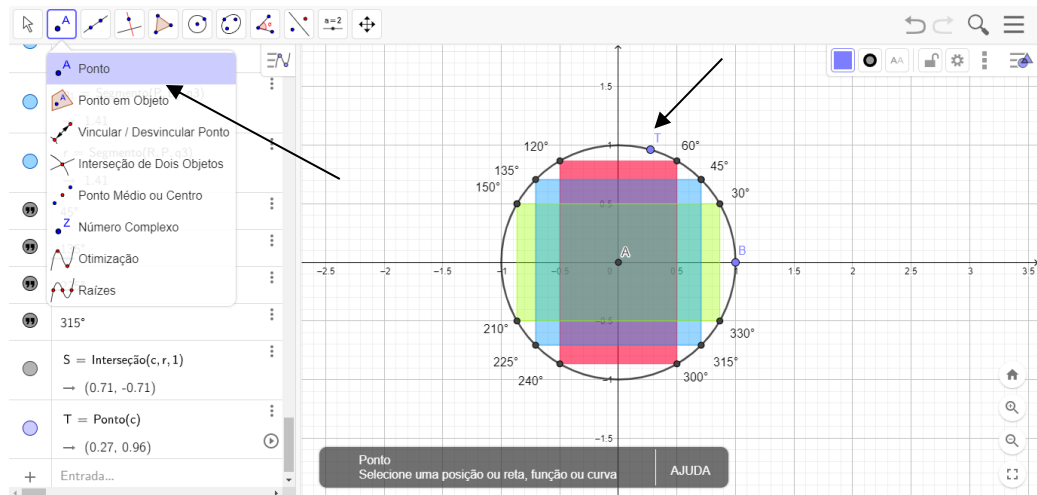 a=2
AA
Ponto
Ponto em Objeto
Vincular / Desvincular Ponto
Interseção de Dois Objetos
Ponto Médio ou Centro
Número Complexo
Otimização
Raízes
315°
S = Interseção(c, r, 1)
→ (0.71, -0.71)
T = Ponto(c)
→ (0.27, 0.96)
Entrada...
1.5
T
120° 1 60°
135° 45°
150° 30°
0.5
A B
-2.5 -2 -1.5 -1 -0.5 0 0.5 1 1.5 2 2.5 3 3.5
-0.5
210° 330°
225° 315°
240° -1 300°
-1.5
Ponto
Selecione uma posição ou reta, função ou curva
AJUDA